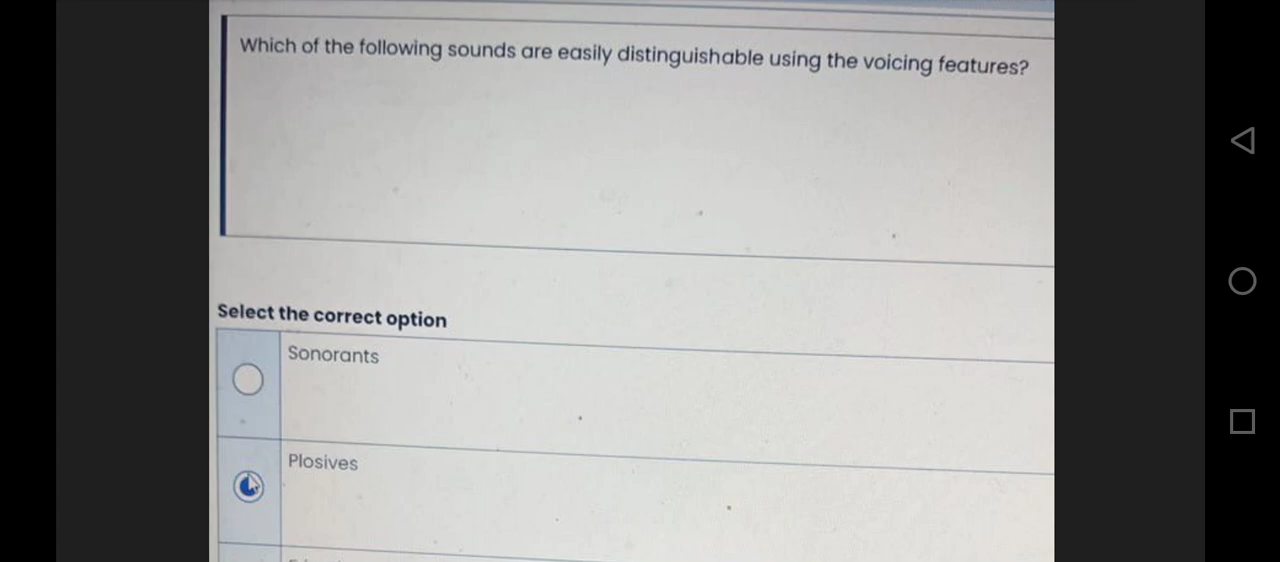 Which of the following sounds are easily distinguishable using the voicing features?
Select the correct option
Sonorants
Plosives